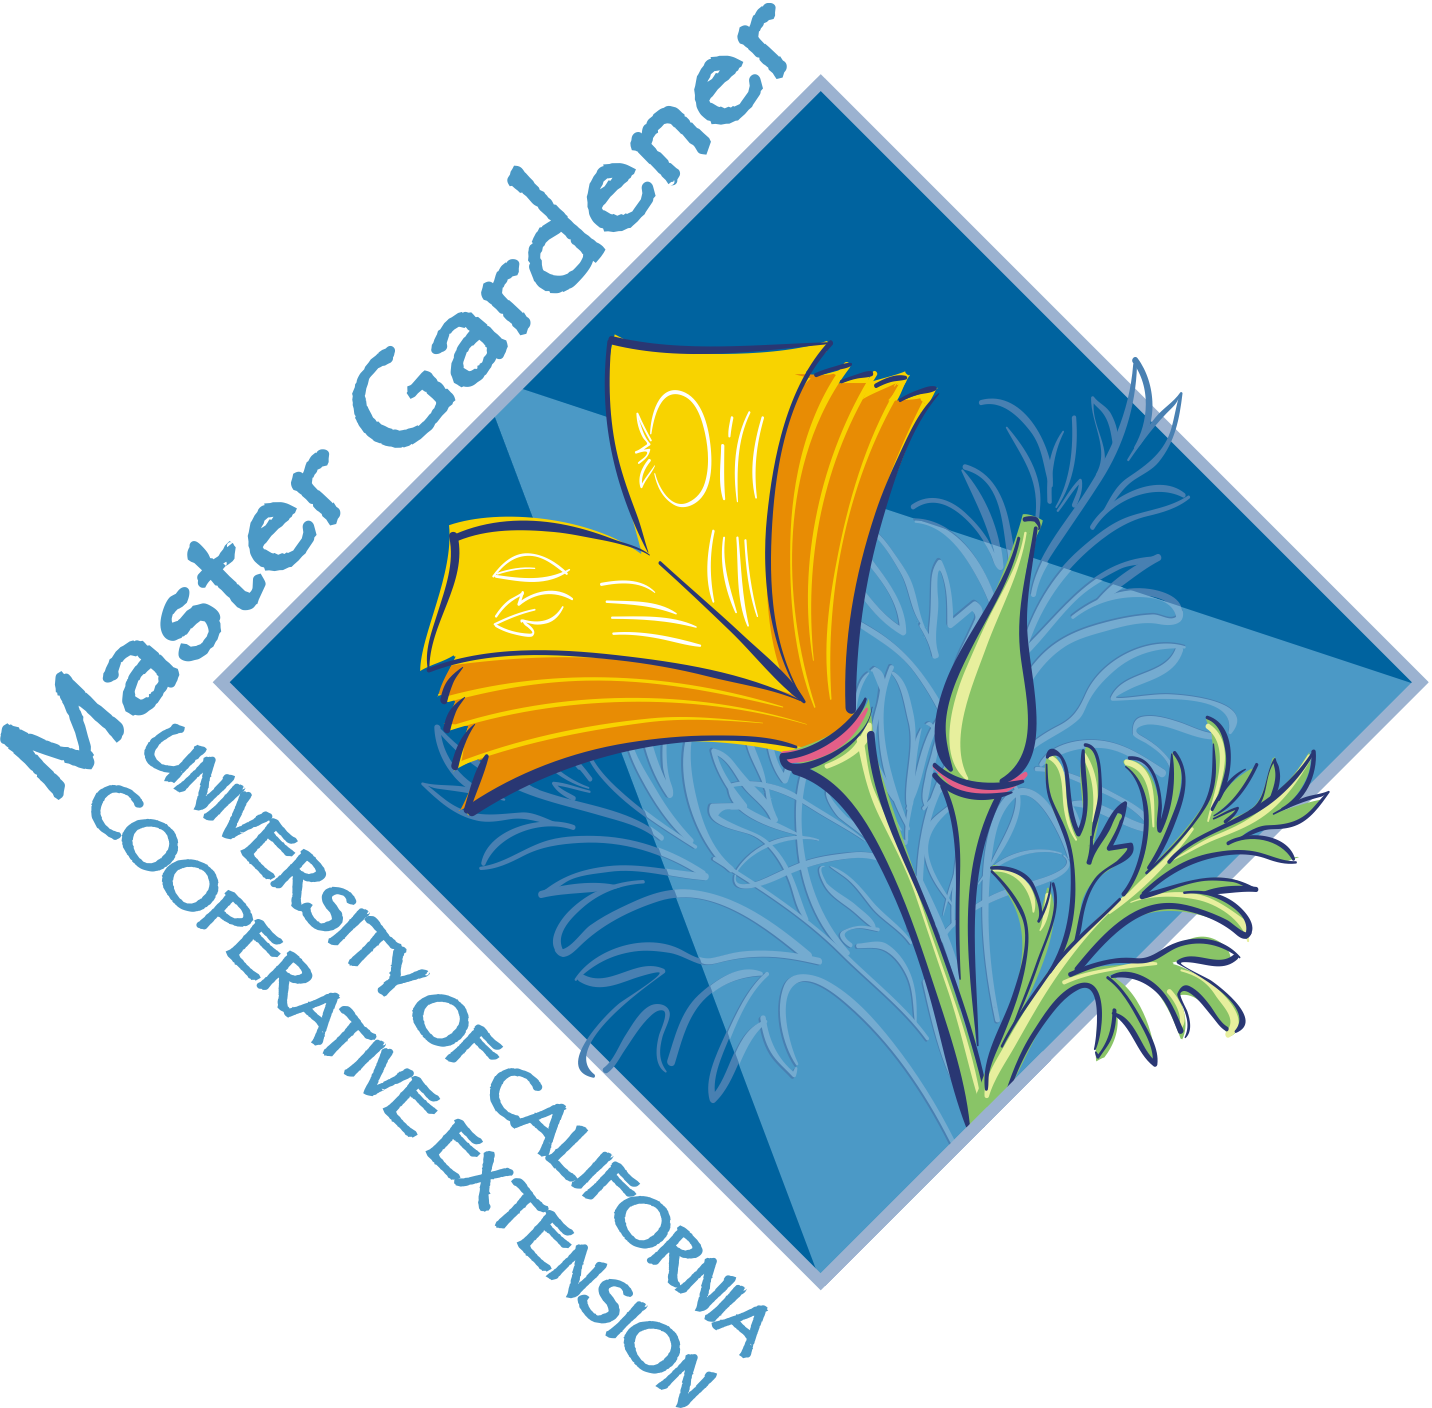 Master Gardener
UNIVERSITY OF CALIFORNIA
COOPERATIVE EXTENSION